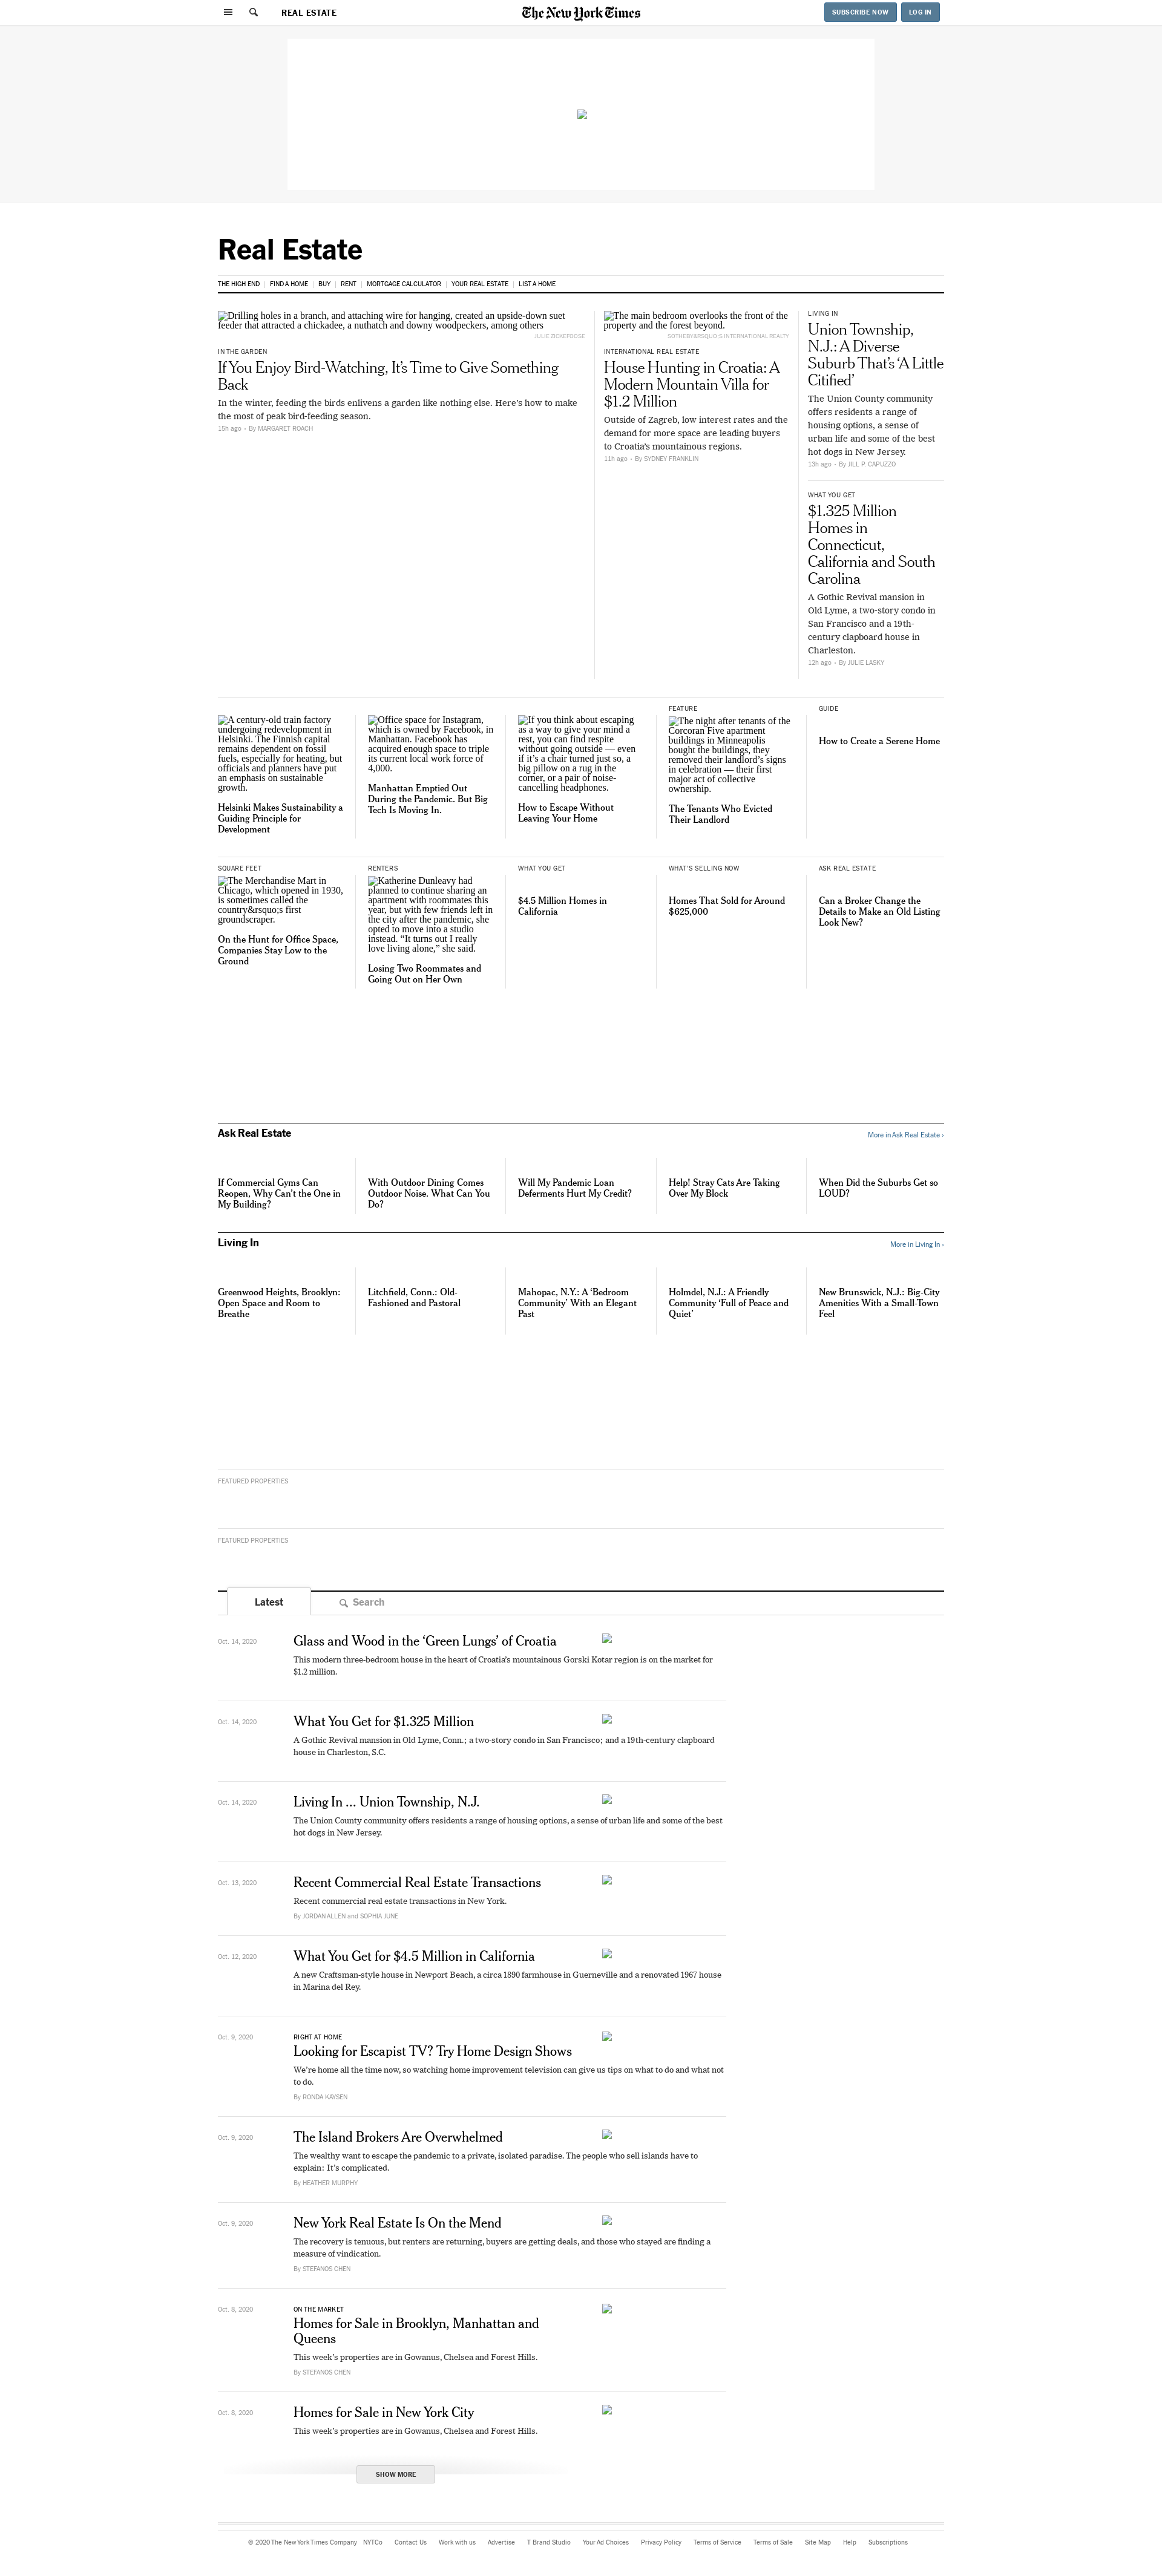 REAL ESTATE
The New York Times
SUBSCRIBE NOW
LOG IN
Real Estate
THE HIGH END | FIND A HOME | BUY | RENT | MORTGAGE CALCULATOR | YOUR REAL ESTATE | LIST A HOME
Drilling holes in a branch, and attaching wire for hanging, created an upside-down suet
feeder that attracted a chickadee, a nuthatch and downy woodpeckers, among others
JULIE ZICKEFOOSE
IN THE GARDEN
If You Enjoy Bird-Watching, It’s Time to Give Something
Back
In the winter, feeding the birds enlivens a garden like nothing else. Here’s how to make
the most of peak bird-feeding season.
15h ago • By MARGARET ROACH
The main bedroom overlooks the front of the
property and the forest beyond.
SOTHEBY&RSQUO;S INTERNATIONAL REALTY
INTERNATIONAL REAL ESTATE
House Hunting in Croatia: A
Modern Mountain Villa for
$1.2 Million
Outside of Zagreb, low interest rates and the
demand for more space are leading buyers
to Croatia’s mountainous regions.
11h ago • By SYDNEY FRANKLIN
LIVING IN
Union Township,
N.J.: A Diverse
Suburb That’s ‘A Little
Citified’
The Union County community
offers residents a range of
housing options, a sense of
urban life and some of the best
hot dogs in New Jersey.
13h ago • By JILL P. CAPUZZO
WHAT YOU GET
$1.325 Million
Homes in
Connecticut,
California and South
Carolina
A Gothic Revival mansion in
Old Lyme, a two-story condo in
San Francisco and a 19th-
century clapboard house in
Charleston.
12h ago • By JULIE LASKY
A century-old train factory
undergoing redevelopment in
Helsinki. The Finnish capital
remains dependent on fossil
fuels, especially for heating, but
officials and planners have put
an emphasis on sustainable
growth.
Helsinki Makes Sustainability a
Guiding Principle for
Development
Office space for Instagram,
which is owned by Facebook, in
Manhattan. Facebook has
acquired enough space to triple
its current local work force of
4,000.
Manhattan Emptied Out
During the Pandemic. But Big
Tech Is Moving In.
If you think about escaping
as a way to give your mind a
rest, you can find respite
without going outside — even
if it’s a chair turned just so, a
big pillow on a rug in the
corner, or a pair of noise-
cancelling headphones.
How to Escape Without
Leaving Your Home
FEATURE
The night after tenants of the
Corcoran Five apartment
buildings in Minneapolis
bought the buildings, they
removed their landlord’s signs
in celebration — their first
major act of collective
ownership.
The Tenants Who Evicted
Their Landlord
GUIDE
How to Create a Serene Home
SQUARE FEET
The Merchandise Mart in
Chicago, which opened in 1930,
is sometimes called the
country&rsquo;s first
groundscraper.
On the Hunt for Office Space,
Companies Stay Low to the
Ground
RENTERS
Katherine Dunleavy had
planned to continue sharing an
apartment with roommates this
year, but with few friends left in
the city after the pandemic, she
opted to move into a studio
instead. “It turns out I really
love living alone,” she said.
Losing Two Roommates and
Going Out on Her Own
WHAT YOU GET
$4.5 Million Homes in
California
WHAT’S SELLING NOW
Homes That Sold for Around
$625,000
ASK REAL ESTATE
Can a Broker Change the
Details to Make an Old Listing
Look New?
Ask Real Estate
More in Ask Real Estate ›
If Commercial Gyms Can
Reopen, Why Can’t the One in
My Building?
With Outdoor Dining Comes
Outdoor Noise. What Can You
Do?
Will My Pandemic Loan
Deferments Hurt My Credit?
Help! Stray Cats Are Taking
Over My Block
When Did the Suburbs Get so
LOUD?
Living In
More in Living In ›
Greenwood Heights, Brooklyn:
Open Space and Room to
Breathe
Litchfield, Conn.: Old-
Fashioned and Pastoral
Mahopac, N.Y.: A ‘Bedroom
Community’ With an Elegant
Past
Holmdel, N.J.: A Friendly
Community ‘Full of Peace and
Quiet’
New Brunswick, N.J.: Big-City
Amenities With a Small-Town
Feel
FEATURED PROPERTIES
FEATURED PROPERTIES
Latest
Search
Oct. 14, 2020
Glass and Wood in the ‘Green Lungs’ of Croatia
This modern three-bedroom house in the heart of Croatia’s mountainous Gorski Kotar region is on the market for
$1.2 million.
Oct. 14, 2020
What You Get for $1.325 Million
A Gothic Revival mansion in Old Lyme, Conn.; a two-story condo in San Francisco; and a 19th-century clapboard
house in Charleston, S.C.
Oct. 14, 2020
Living In ... Union Township, N.J.
The Union County community offers residents a range of housing options, a sense of urban life and some of the best
hot dogs in New Jersey.
Oct. 13, 2020
Recent Commercial Real Estate Transactions
Recent commercial real estate transactions in New York.
By JORDAN ALLEN and SOPHIA JUNE
Oct. 12, 2020
What You Get for $4.5 Million in California
A new Craftsman-style house in Newport Beach, a circa 1890 farmhouse in Guerneville and a renovated 1967 house
in Marina del Rey.
Oct. 9, 2020
RIGHT AT HOME
Looking for Escapist TV? Try Home Design Shows
We’re home all the time now, so watching home improvement television can give us tips on what to do and what not
to do.
By RONDA KAYSEN
Oct. 9, 2020
The Island Brokers Are Overwhelmed
The wealthy want to escape the pandemic to a private, isolated paradise. The people who sell islands have to
explain: It’s complicated.
By HEATHER MURPHY
Oct. 9, 2020
New York Real Estate Is On the Mend
The recovery is tenuous, but renters are returning, buyers are getting deals, and those who stayed are finding a
measure of vindication.
By STEFANOS CHEN
Oct. 8, 2020
ON THE MARKET
Homes for Sale in Brooklyn, Manhattan and
Queens
This week’s properties are in Gowanus, Chelsea and Forest Hills.
By STEFANOS CHEN
Oct. 8, 2020
Homes for Sale in New York City
This week’s properties are in Gowanus, Chelsea and Forest Hills.
SHOW MORE
© 2020 The New York Times Company NYTCo Contact Us Work with us Advertise T Brand Studio Your Ad Choices Privacy Policy Terms of Service Terms of Sale Site Map Help Subscriptions